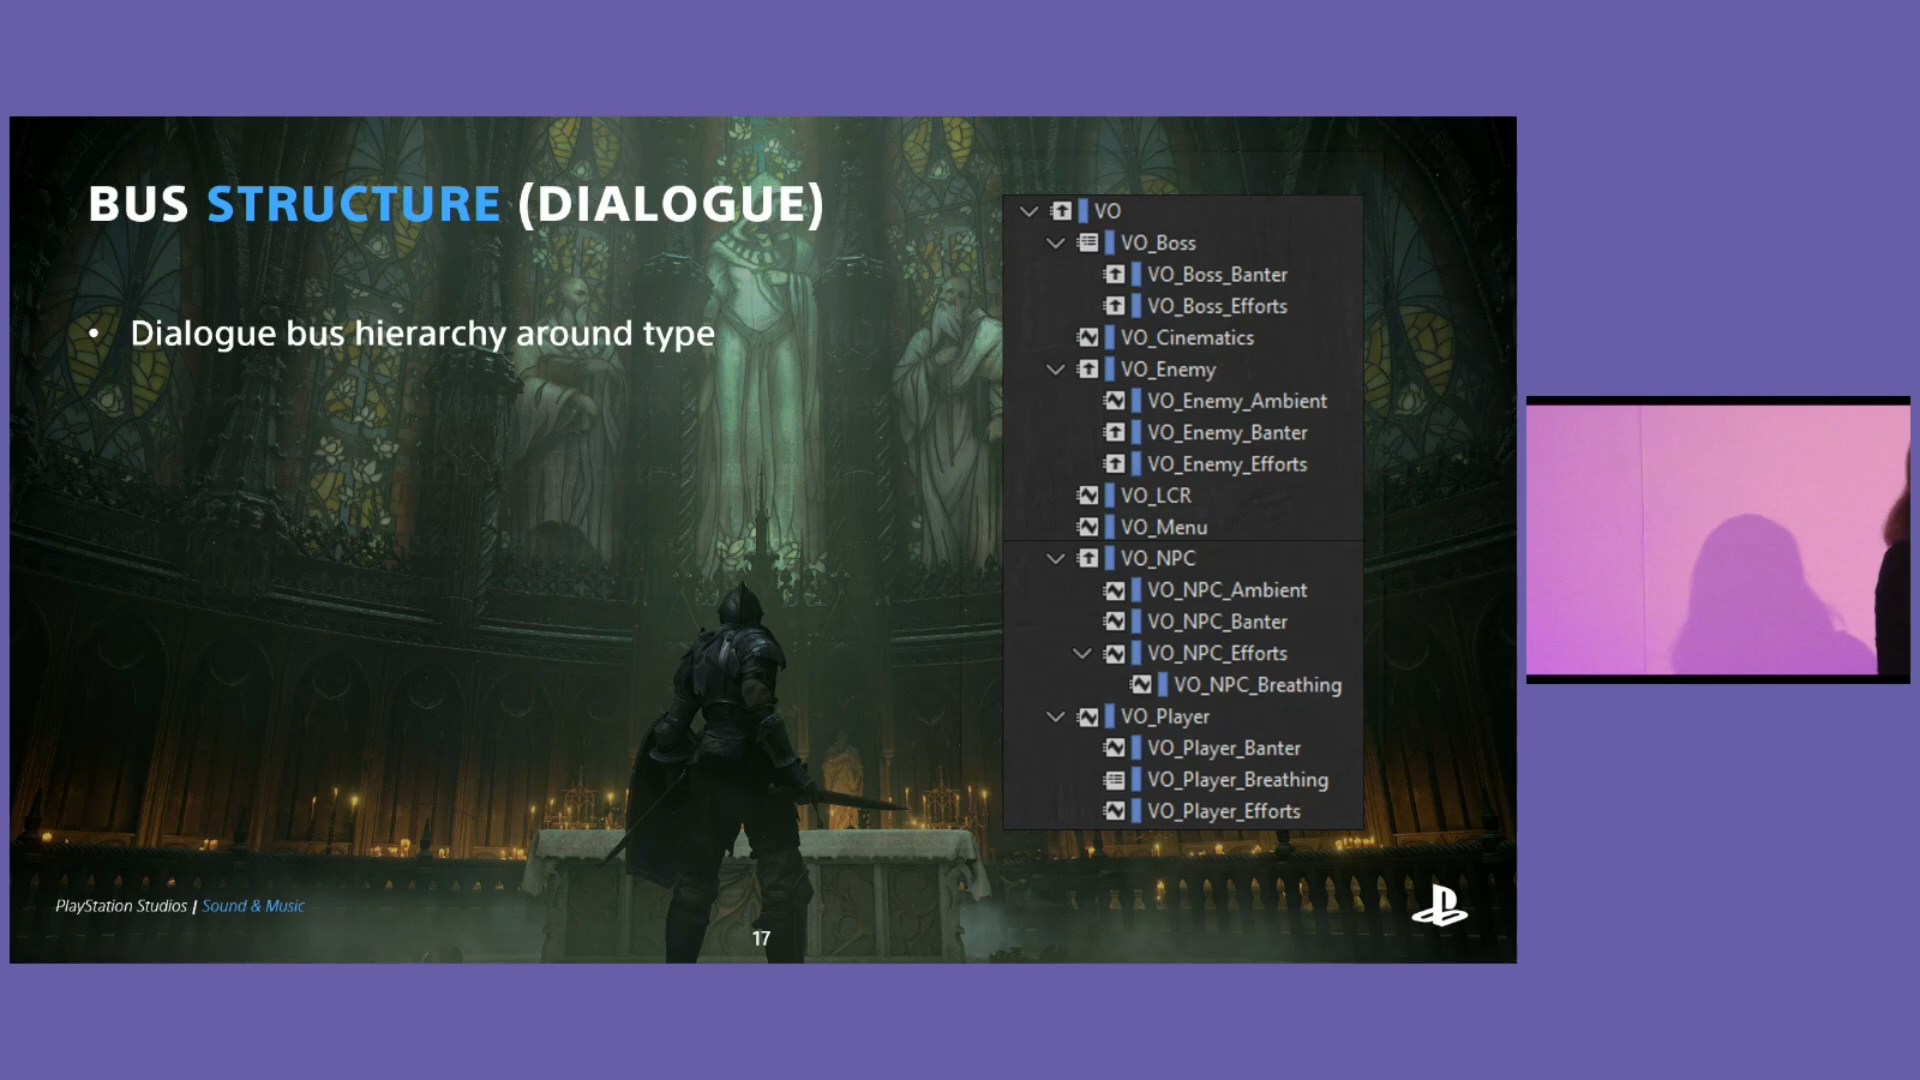 BUS STRUCTURE (DIALOGUE)
• Dialogue bus hierarchy around type
VO
VO_Boss
VO_Boss_Banter
VO_Boss_Efforts
VO_Cinematics
VO_Enemy
VO_Enemy_Ambient
VO_Enemy_Banter
VO_Enemy_Efforts
VO_LCR
VO_Menu
VO_NPC
VO_NPC_Ambient
VO_NPC_Banter
VO_NPC_Efforts
VO_NPC_Breathing
VO_Player
VO_Player_Banter
VO_Player_Breathing
VO_Player_Efforts
PlayStation Studios | Sound & Music
17